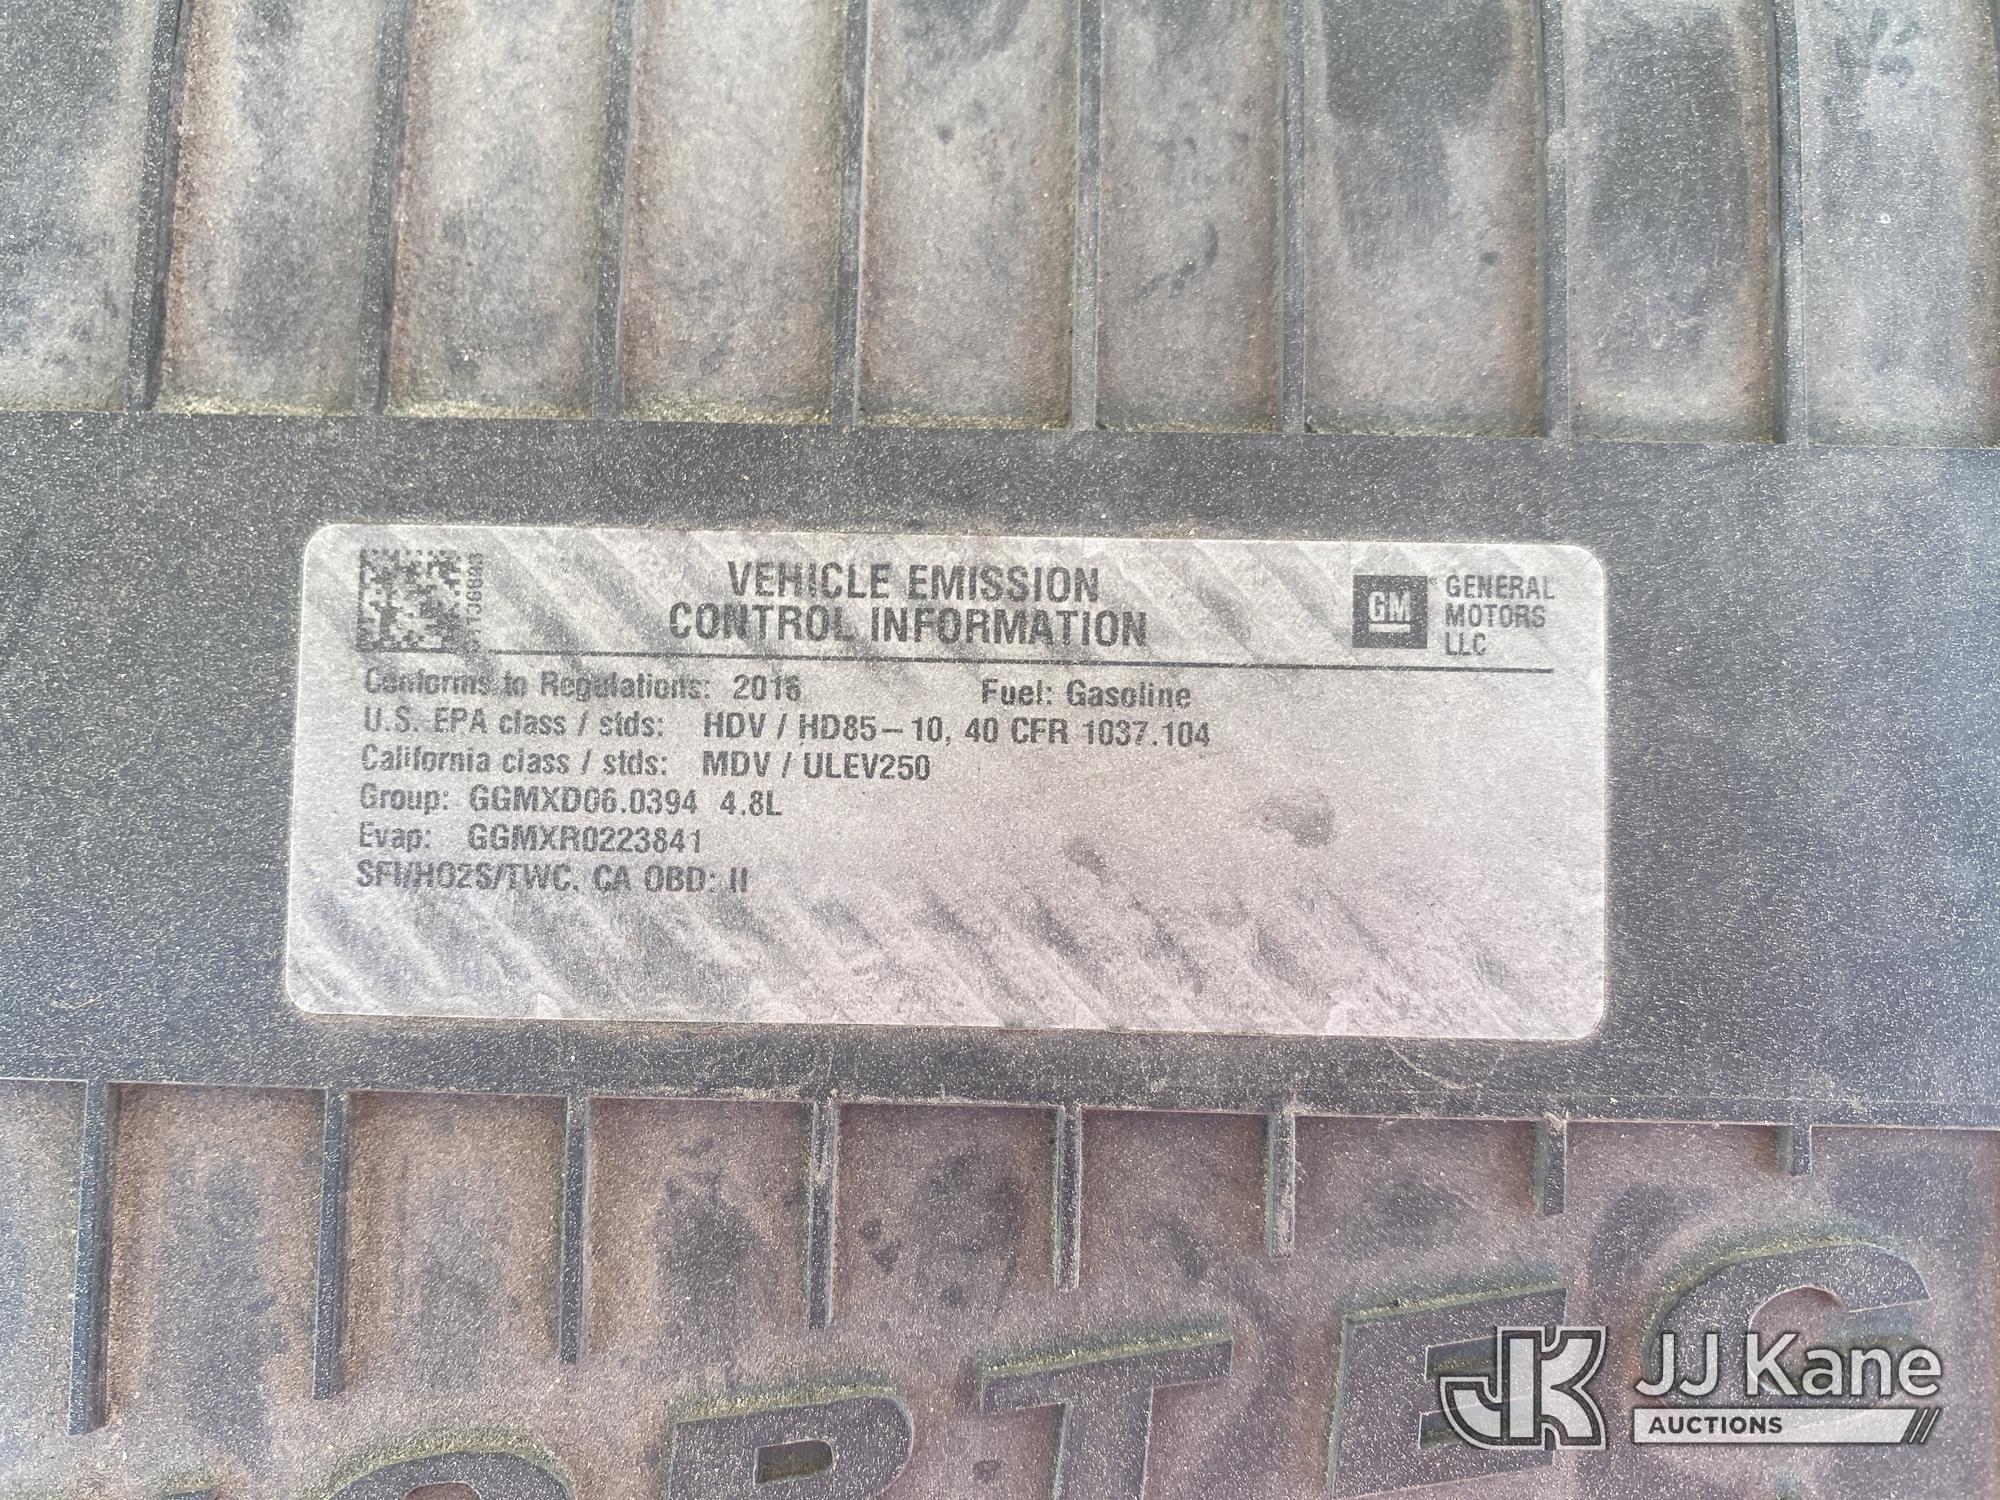 VEHICLE EMISSION
CONTROL INFORMATION
GM
GENERAL
MOTORS
LLC
Conforms to Regulations: 2016 Fuel: Gasoline
U.S. EPA class / stds: HDV / HD85-10, 40 CFR 1037.104
California class / stds: MDV / ULEV250
Group: GGMXD06.0394 4.8L
Evap: GGMXR0223841
SFI/HO2S/TWC, CA OBD: II
ORTEC
JK JJ Kane
AUCTIONS